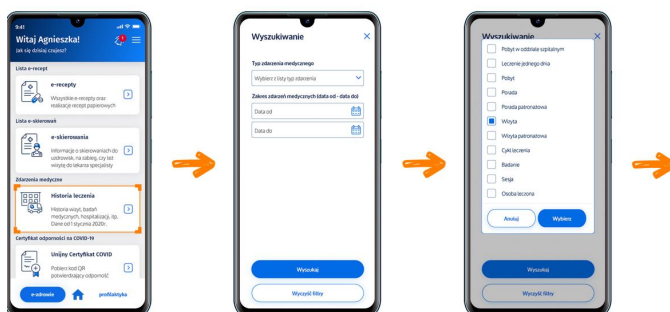 9:41
Witaj Agnieszka!
Jak się dzisiaj czujesz?
Lista e-recept
e-recepty
Wszystkie e-recepty oraz
realizacje recept papierowych
Lista e-skierowań
e-skierowania
Informacje o skierowaniach do
uzdrowisk, na zabieg, czy też
wizytę do lekarza specjalisty
Zdarzenia medyczne
Historia leczenia
Historia wizyt, badań
medycznych, hospitalizacji, itp.
Dane od 1 stycznia 2020r.
Certyfikat odporności na COVID-19
Unijny Certyfikat COVID
Pobierz kod QR
potwierdzający odporność
e-zdrowie
profilaktyka
Wyszukiwanie
Typ zdarzenia medycznego
Wybierz z listy typ zdarzenia
Zakres zdarzeń medycznych (data od - data do)
Data od
Data do
Wyszukaj
Wyczyść filtry
Wyszukiwanie
Pobyt w oddziale szpitalnym
Leczenie jednego dnia
Pobyt
Porada
Porada patronażowa
Wizyta
Wizyta patronażowa
Cykl leczenia
Badanie
Sesja
Osoba leczona
Anuluj
Wybierz
Wyszukaj
Wyczyść filtry